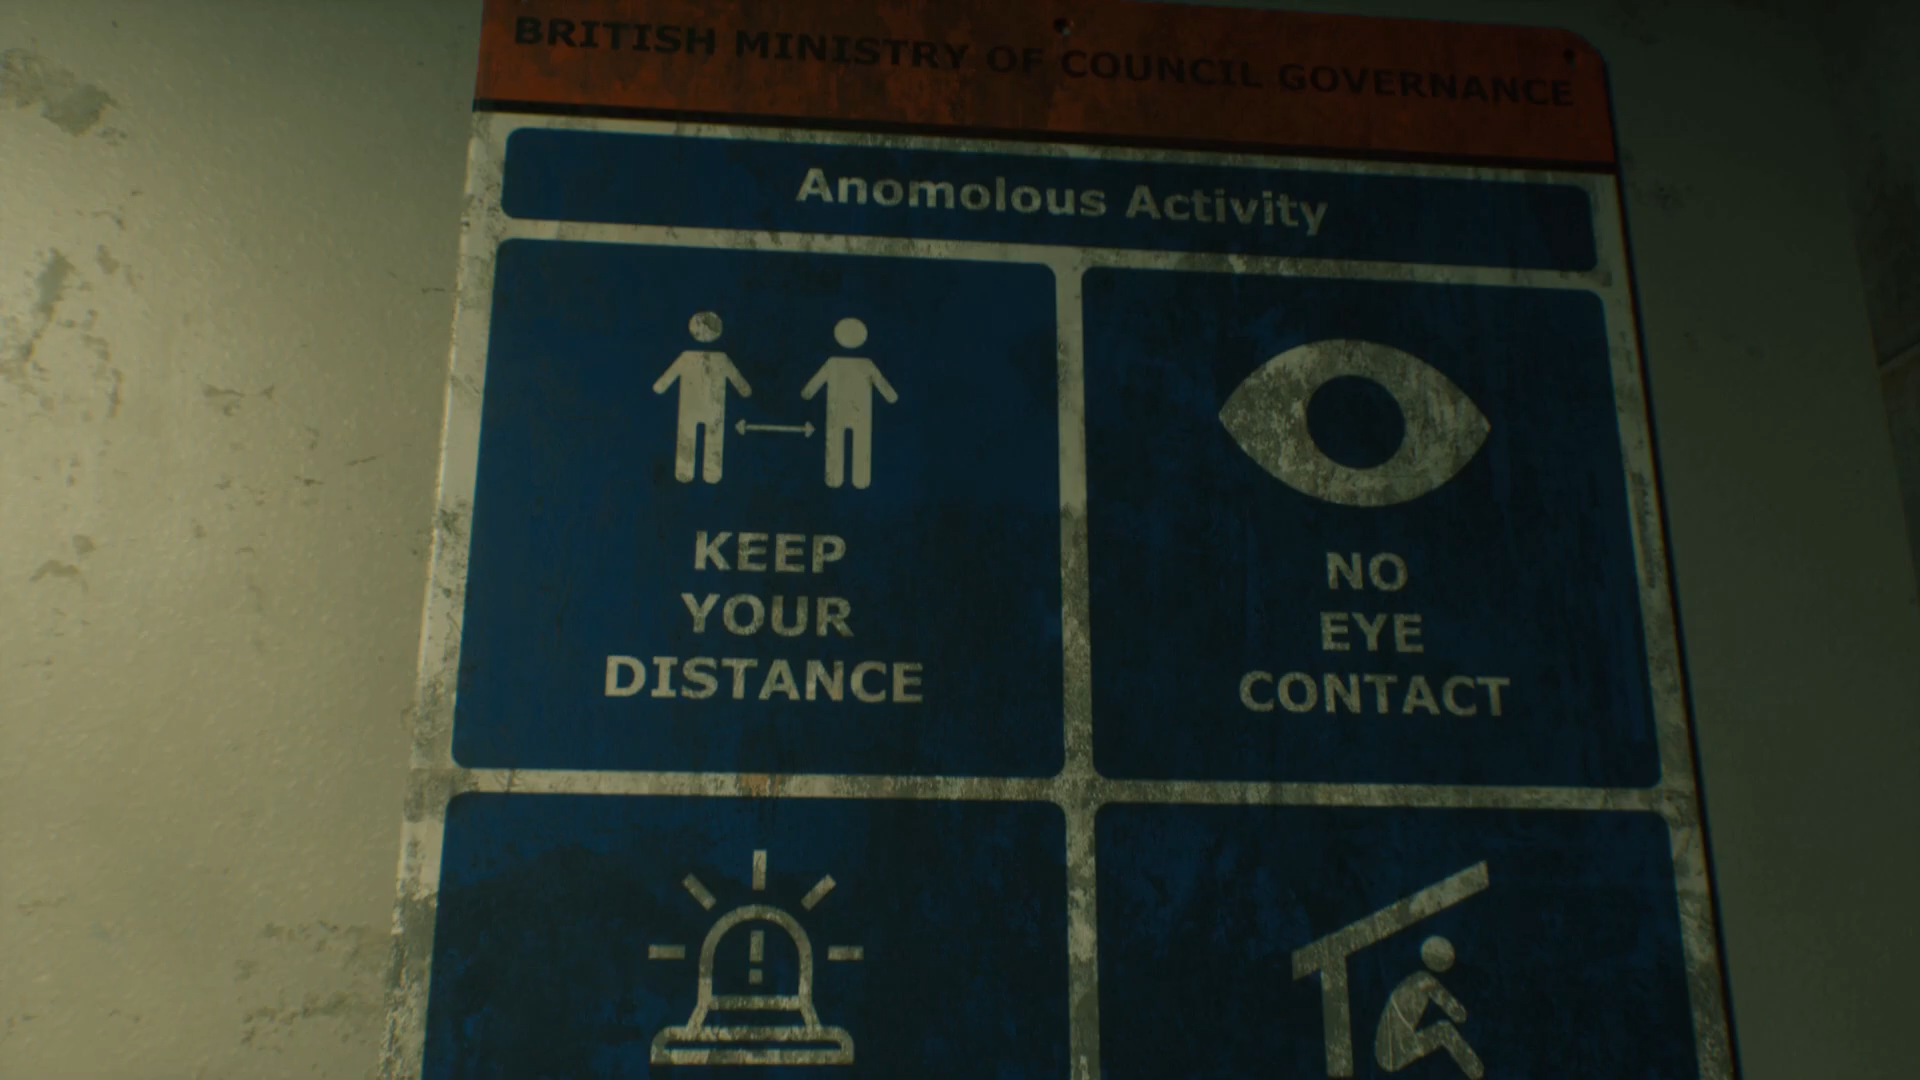 BRITISH MINISTRY OF COUNCIL GOVERNANCE
Anomolous Activity
KEEP
YOUR
DISTANCE
NO
EYE
CONTACT